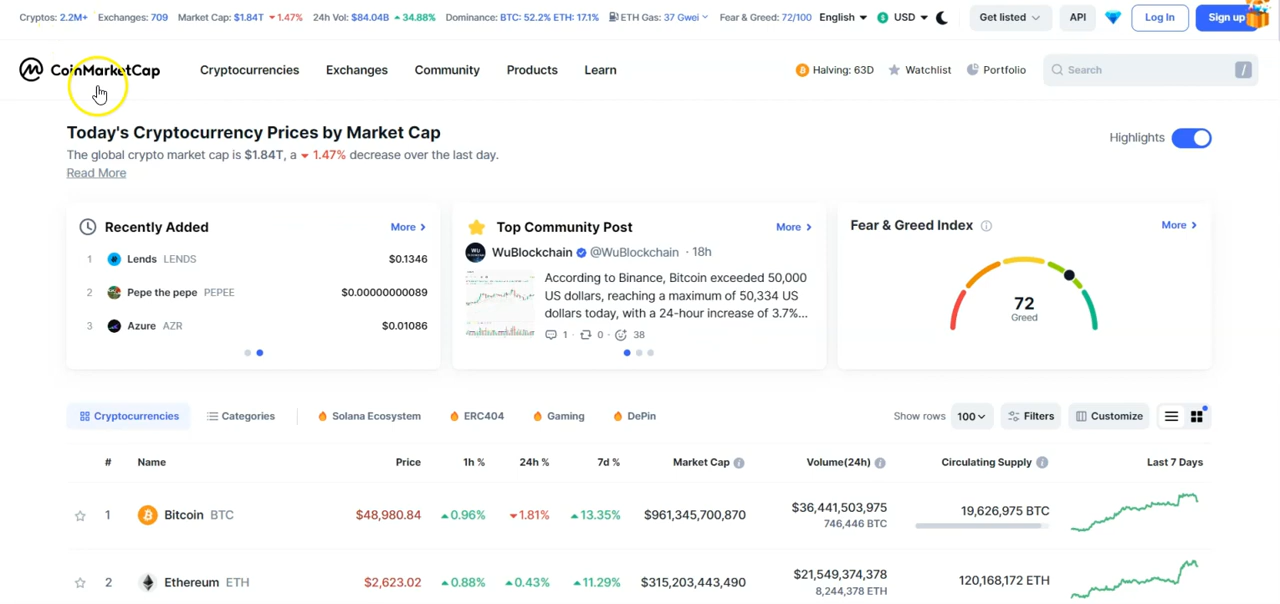 Cryptos: 2.2M+ Exchanges: 709 Market Cap: $1.84T 1.47% 24h Vol: $84.04B 34.88% Dominance: BTC: 52.2% ETH: 17.1% ETH Gas: 37 Gwei Fear & Greed: 72/100 English USD Get listed API Log In Sign up
CoinMarketCap Cryptocurrencies Exchanges Community Products Learn Halving: 63D Watchlist Portfolio Search /
Today's Cryptocurrency Prices by Market Cap
Highlights
The global crypto market cap is $1.84T, a 1.47% decrease over the last day.
Read More
Recently Added More
1 Lends LENDS $0.1346
2 Pepe the pepe PEPEE $0.00000000089
3 Azure AZR $0.01086
Top Community Post More
WU WuBlockchain @WuBlockchain · 18h
According to Binance, Bitcoin exceeded 50,000
US dollars, reaching a maximum of 50,334 US
dollars today, with a 24-hour increase of 3.7%...
1 · 0 · 38
Fear & Greed Index More
72
Greed
Cryptocurrencies Categories Solana Ecosystem ERC404 Gaming DePin Show rows 100 Filters Customize
# Name Price 1h % 24h % 7d % Market Cap Volume(24h) Circulating Supply Last 7 Days
1 Bitcoin BTC $48,980.84 0.96% 1.81% 13.35% $961,345,700,870 $36,441,503,975 19,626,975 BTC
746,446 BTC
2 Ethereum ETH $2,623.02 0.88% 0.43% 11.29% $315,203,443,490 $21,549,374,378 120,168,172 ETH
8,244,378 ETH